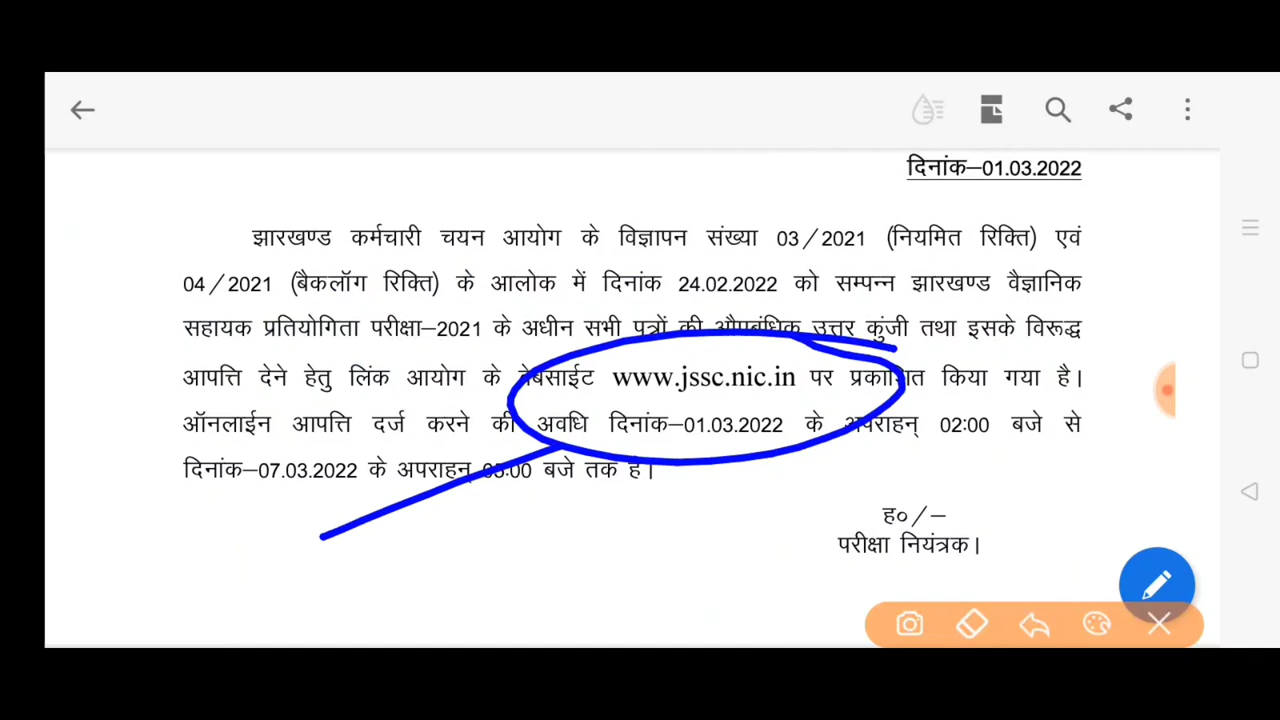 दिनांक–01.03.2022
झारखण्ड कर्मचारी चयन आयोग के विज्ञापन संख्या 03/2021 (नियमित रिक्ति) एवं
04/2021 (बैकलॉग रिक्ति) के आलोक में दिनांक 24.02.2022 को सम्पन्न झारखण्ड वैज्ञानिक
सहायक प्रतियोगिता परीक्षा–2021 के अधीन सभी पत्रों की औपबंधिक उत्तर कुंजी तथा इसके विरूद्ध
आपत्ति देने हेतु लिंक आयोग के वेबसाईट www.jssc.nic.in पर प्रकाशित किया गया है।
ऑनलाईन आपत्ति दर्ज करने की अवधि दिनांक–01.03.2022 के अपराहन् 02:00 बजे से
दिनांक–07.03.2022 के अपराहन् 05:00 बजे तक है।
ह०/–
परीक्षा नियंत्रक।